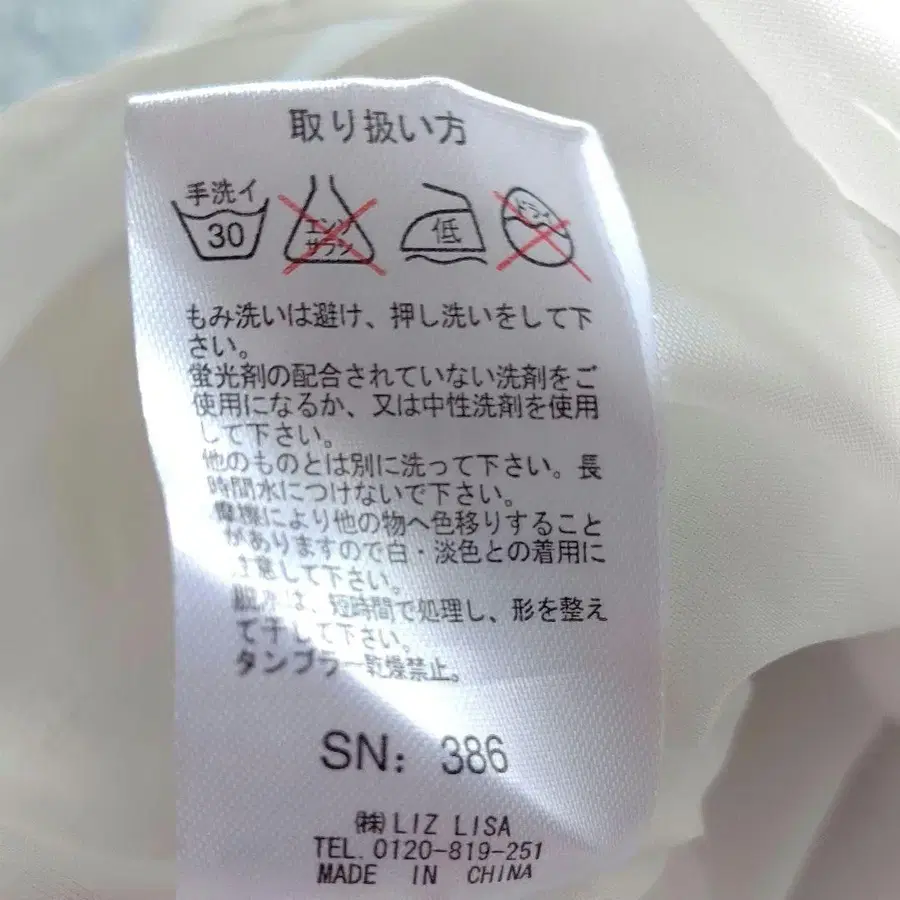 取り扱い方
手洗イ
30
エンソ
サラシ
低
ドライ
もみ洗いは避け、押し洗いをして下
さい。
蛍光剤の配合されていない洗剤をご
使用になるか、又は中性洗剤を使用
して下さい。
他のものとは別に洗って下さい。長
時間水につけないで下さい。
摩擦により他の物へ色移りすること
がありますので白・淡色との着用に
注意して下さい。
脱水は、短時間で処理し、形を整え
て干して下さい。
タンブラー乾燥禁止。
SN: 386
㈱LIZ LISA
TEL. 0120-819-251
MADE IN CHINA